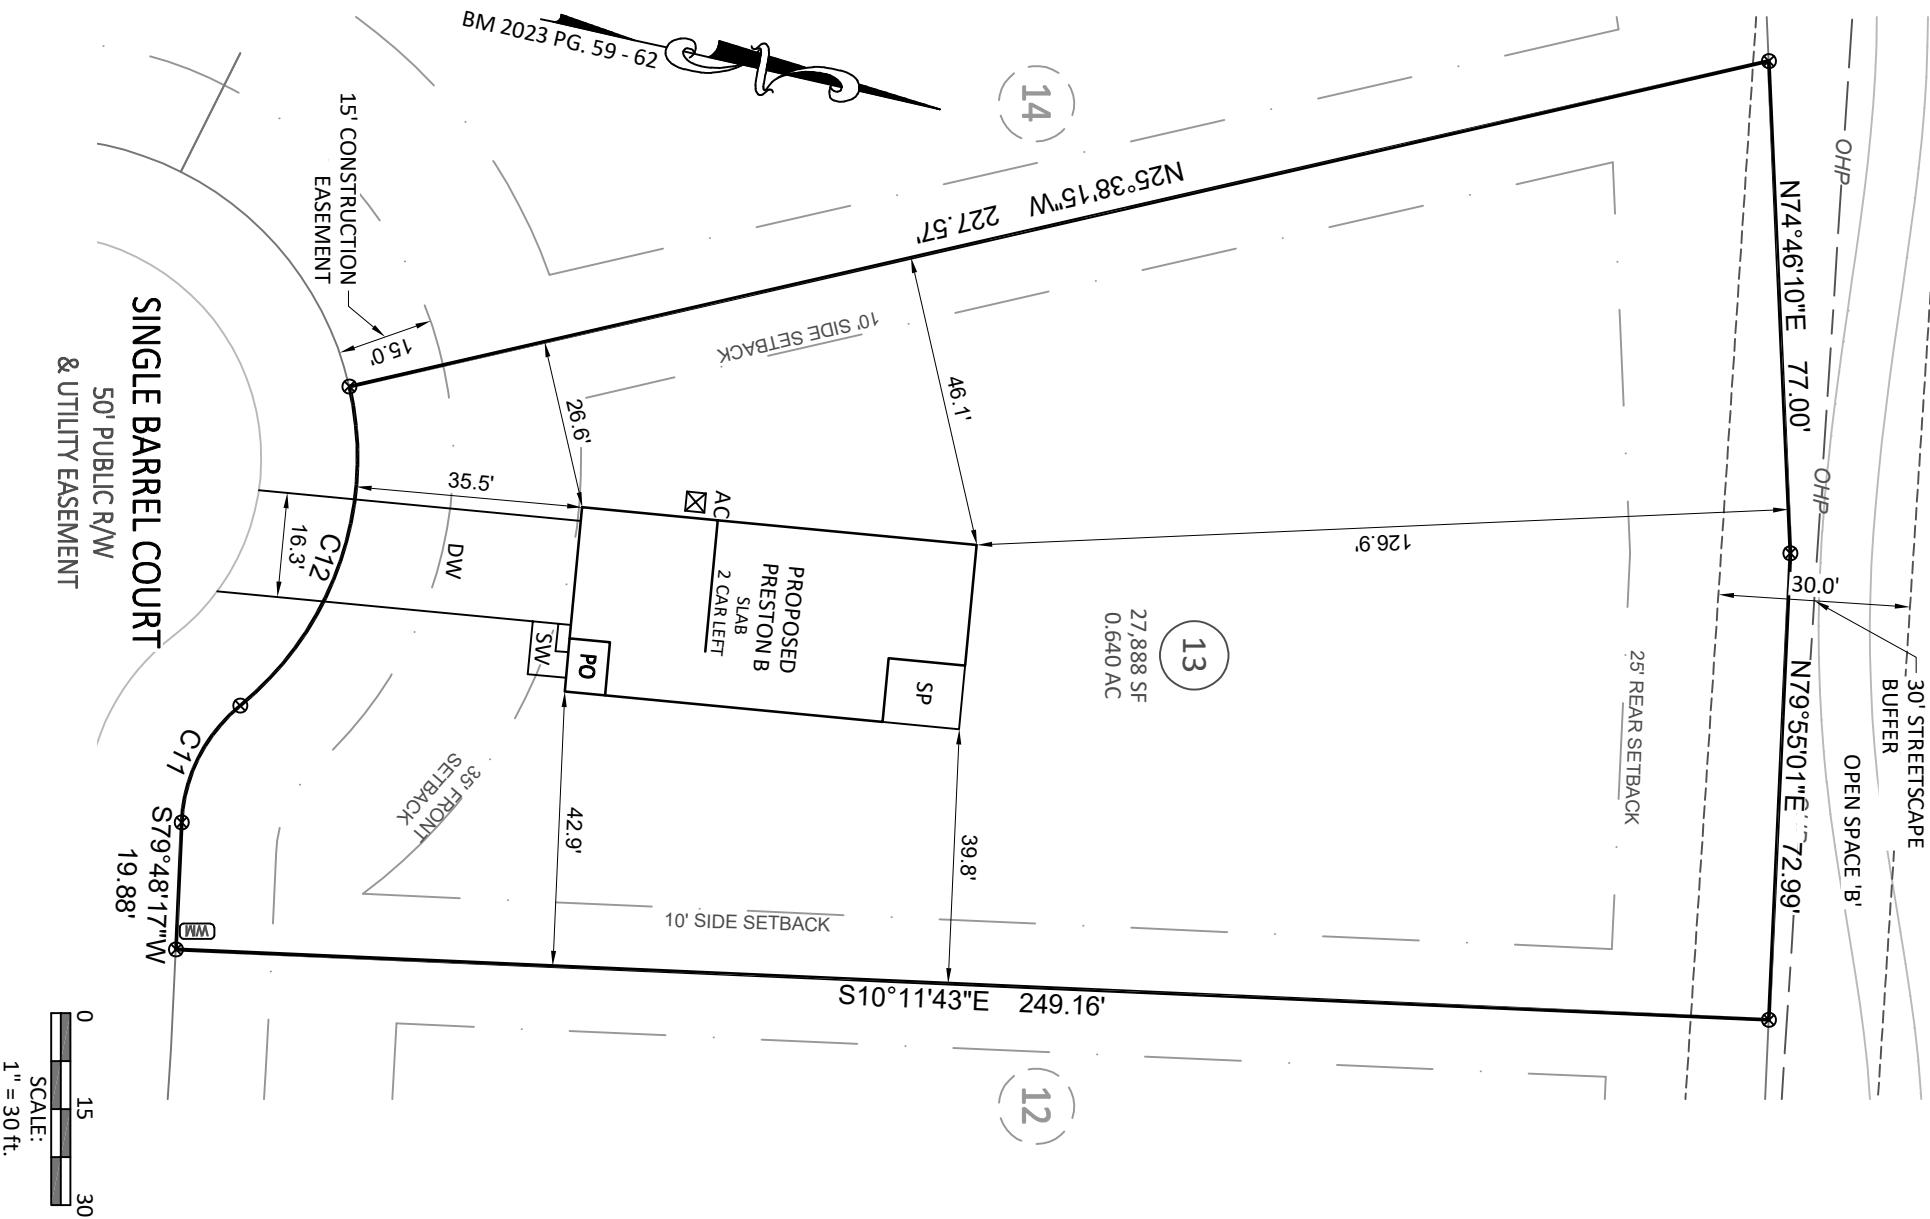 BM 2023 PG. 59 - 62
14
OHP
N74°46'10"E 77.00'
N25°38'15"W 227.57'
15' CONSTRUCTION
EASEMENT
15.0'
10' SIDE SETBACK
26.6'
46.1'
126.9'
OHP
30.0'
30' STREETSCAPE
BUFFER
OPEN SPACE 'B'
N79°55'01"E 72.99'
25' REAR SETBACK
13
27,888 SF
0.640 AC
35.5'
AC
PROPOSED
PRESTON B
SLAB
2 CAR LEFT
SP
PO
SW
DW
16.3'
C12
SINGLE BARREL COURT
50' PUBLIC R/W
& UTILITY EASEMENT
C11
35' FRONT
SETBACK
42.9'
39.8'
10' SIDE SETBACK
S79°48'17"W
19.88'
WM
S10°11'43"E 249.16'
12
0 15 30
SCALE:
1" = 30 ft.